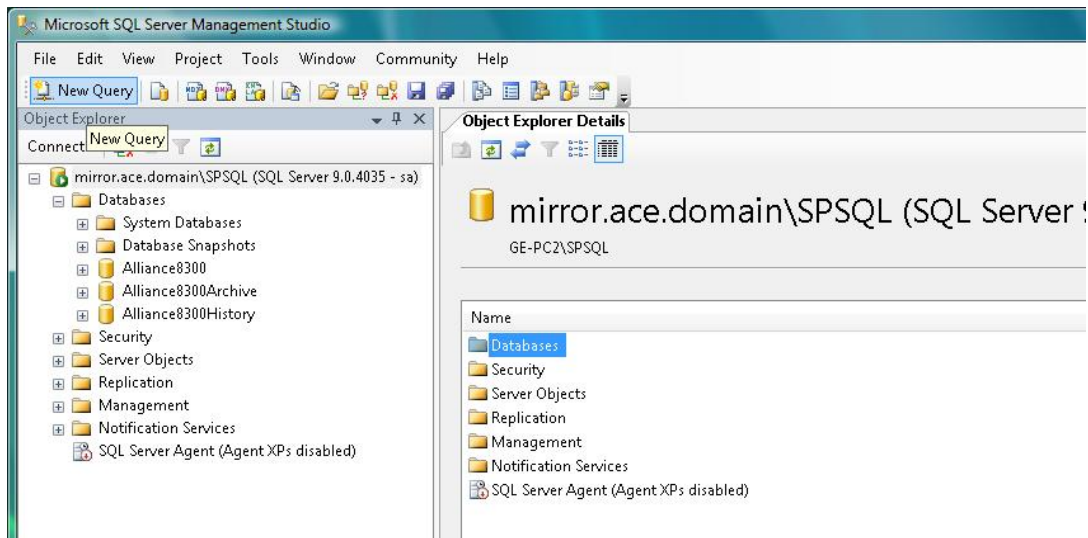 Microsoft SQL Server Management Studio
File Edit View Project Tools Window Community Help
New Query
Object Explorer
Connect
New Query
mirror.ace.domain\SPSQL (SQL Server 9.0.4035 - sa)
Databases
System Databases
Database Snapshots
Alliance8300
Alliance8300Archive
Alliance8300History
Security
Server Objects
Replication
Management
Notification Services
SQL Server Agent (Agent XPs disabled)
Object Explorer Details
mirror.ace.domain\SPSQL (SQL Server
GE-PC2\SPSQL
Name
Databases
Security
Server Objects
Replication
Management
Notification Services
SQL Server Agent (Agent XPs disabled)